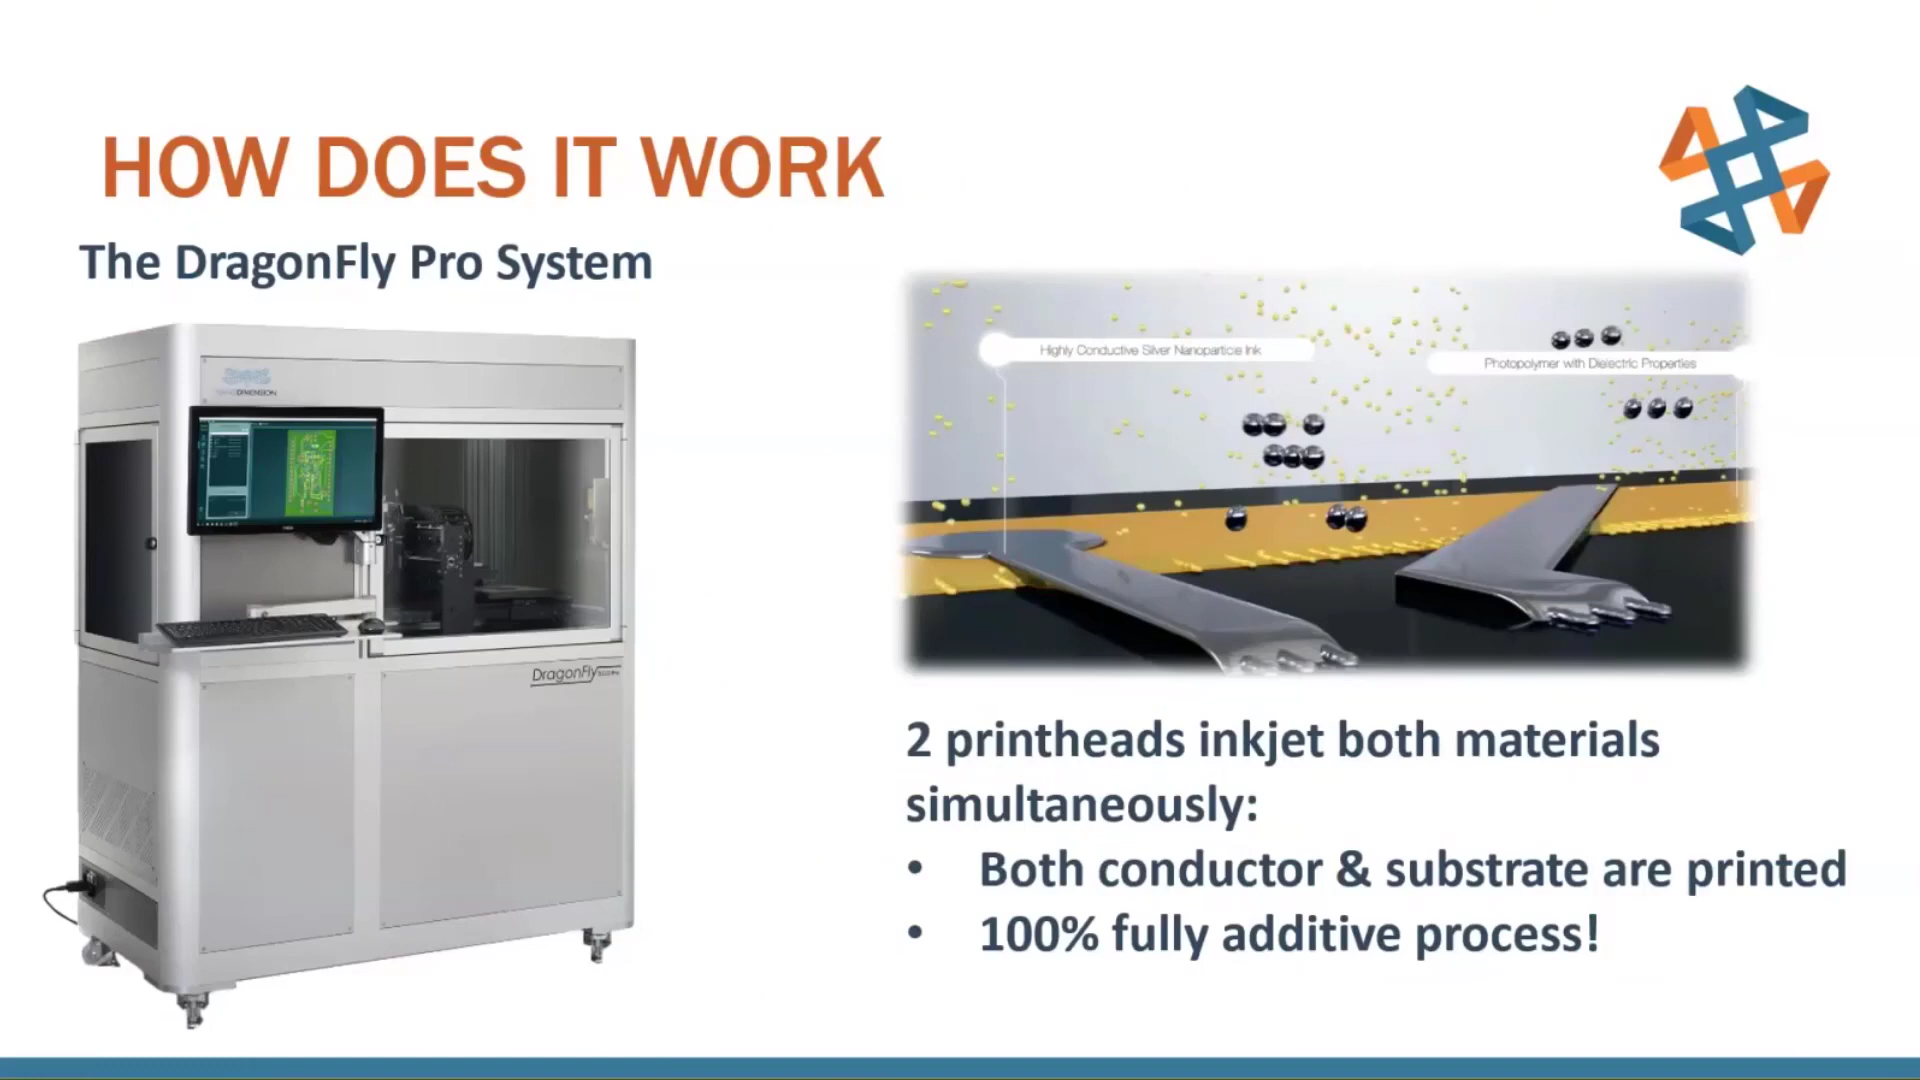 HOW DOES IT WORK
The DragonFly Pro System
Highly Conductive Silver Nanoparticle Ink
Photopolymer with Dielectric Properties
DIMENSION
DragonFly
2 printheads inkjet both materials
simultaneously:
• Both conductor & substrate are printed
• 100% fully additive process!